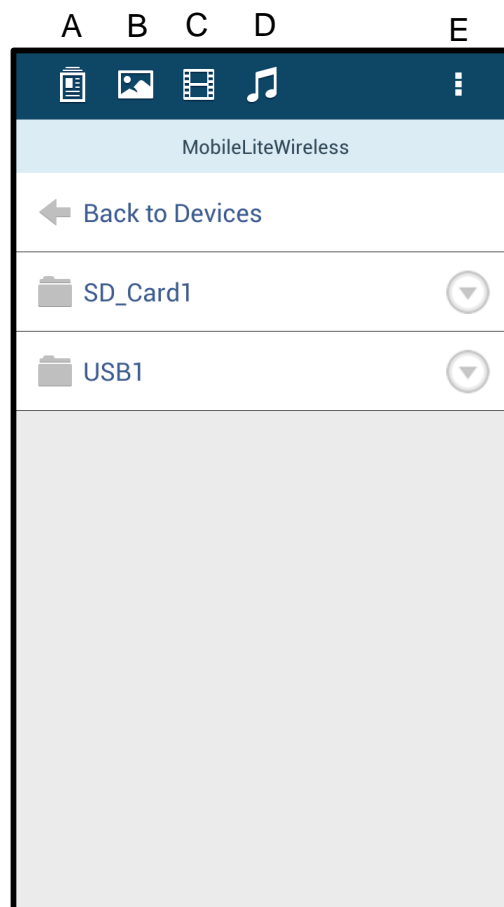 A B C D E
MobileLiteWireless
Back to Devices
SD_Card1
USB1